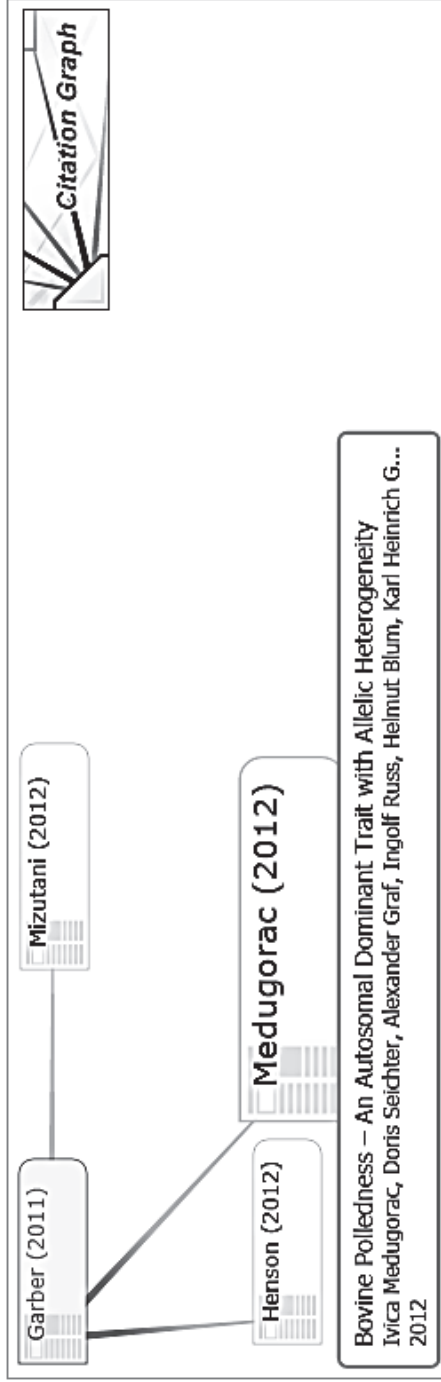 Citation Graph
Garber (2011)
Mizutani (2012)
Henson (2012)
Medugorac (2012)
Bovine Polledness – An Autosomal Dominant Trait with Allelic Heterogeneity
Ivica Medugorac, Doris Seichter, Alexander Graf, Ingolf Russ, Helmut Blum, Karl Heinrich G...
2012